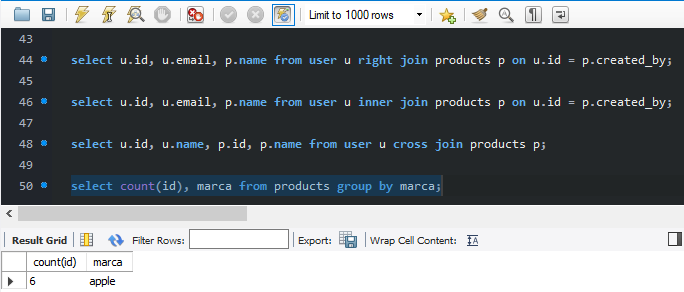 Limit to 1000 rows
43
44 select u.id, u.email, p.name from user u right join products p on u.id = p.created_by;
45
46 select u.id, u.email, p.name from user u inner join products p on u.id = p.created_by;
47
48 select u.id, u.name, p.id, p.name from user u cross join products p;
49
50 select count(id), marca from products group by marca;
Result Grid Filter Rows: Export: Wrap Cell Content:
count(id) marca
6 apple